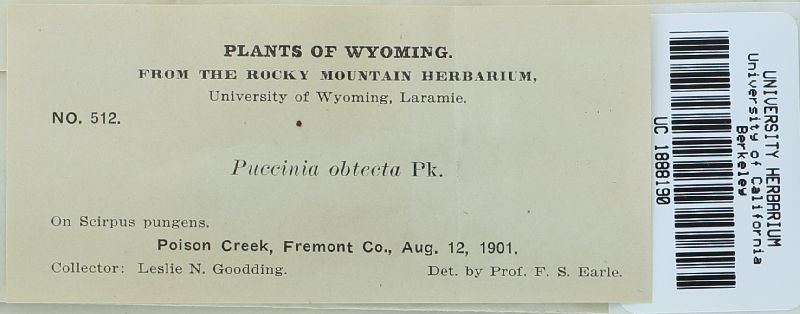 PLANTS OF WYOMING.
FROM THE ROCKY MOUNTAIN HERBARIUM,
University of Wyoming, Laramie.
NO. 512.
Puccinia obtecta Pk.
On Scirpus pungens.
Poison Creek, Fremont Co., Aug. 12, 1901.
Collector: Leslie N. Goodding.
Det. by Prof. F. S. Earle.
UNIVERSITY HERBARIUM
University of California
Berkeley
UC 1888190